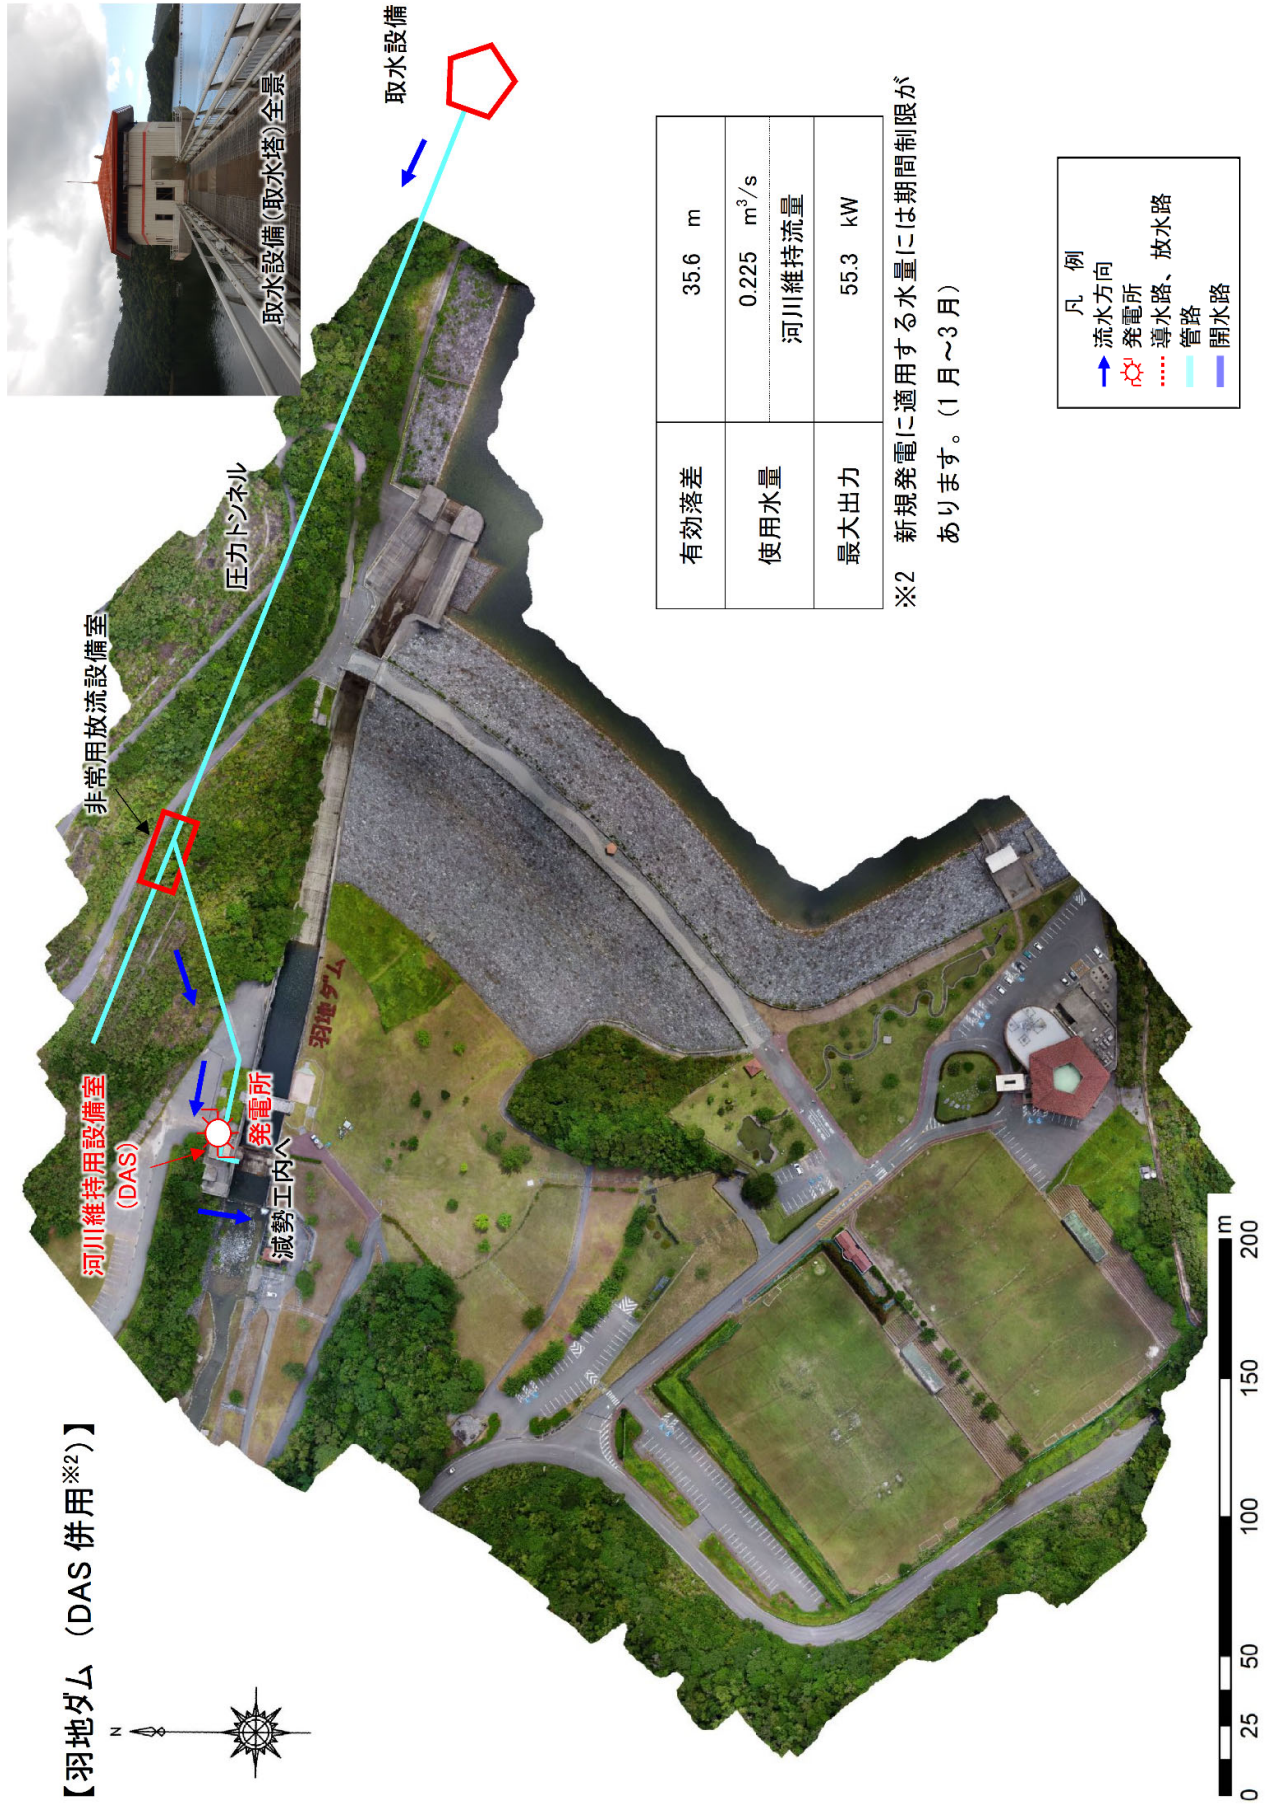 【羽地ダム （DAS 併用※2）】
N
取水設備（取水塔）全景
取水設備
圧力トンネル
非常用放流設備室
河川維持用設備室
（DAS）
発電所
減勢工内へ
羽地ダム
有効落差 35.6 m
使用水量 0.225 m³/s
河川維持流量
最大出力 55.3 kW
※2 新規発電に適用する水量には期間制限が
あります。（1月～3月）
凡 例
流水方向
発電所
導水路、放水路
管路
開水路
0 25 50 100 150 200 m